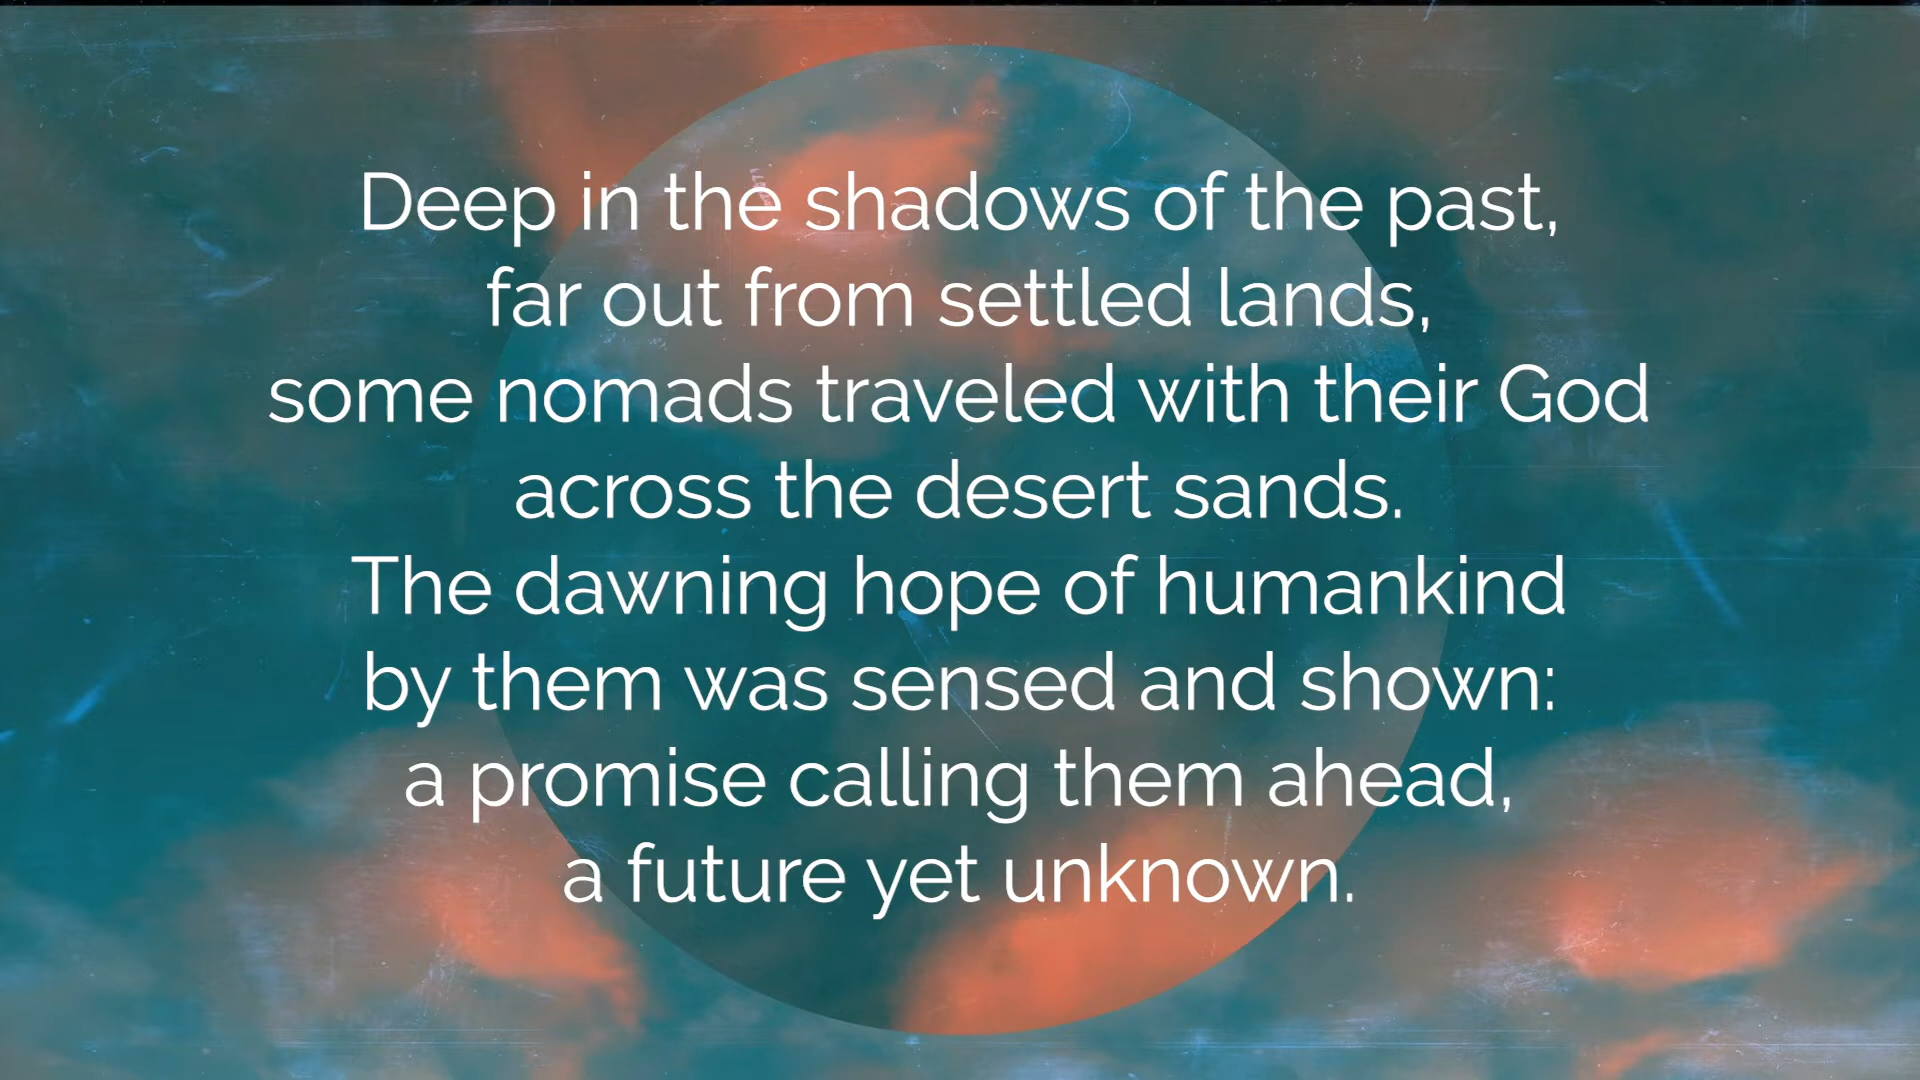 Deep in the shadows of the past,
far out from settled lands,
some nomads traveled with their God
across the desert sands.
The dawning hope of humankind
by them was sensed and shown:
a promise calling them ahead,
a future yet unknown.